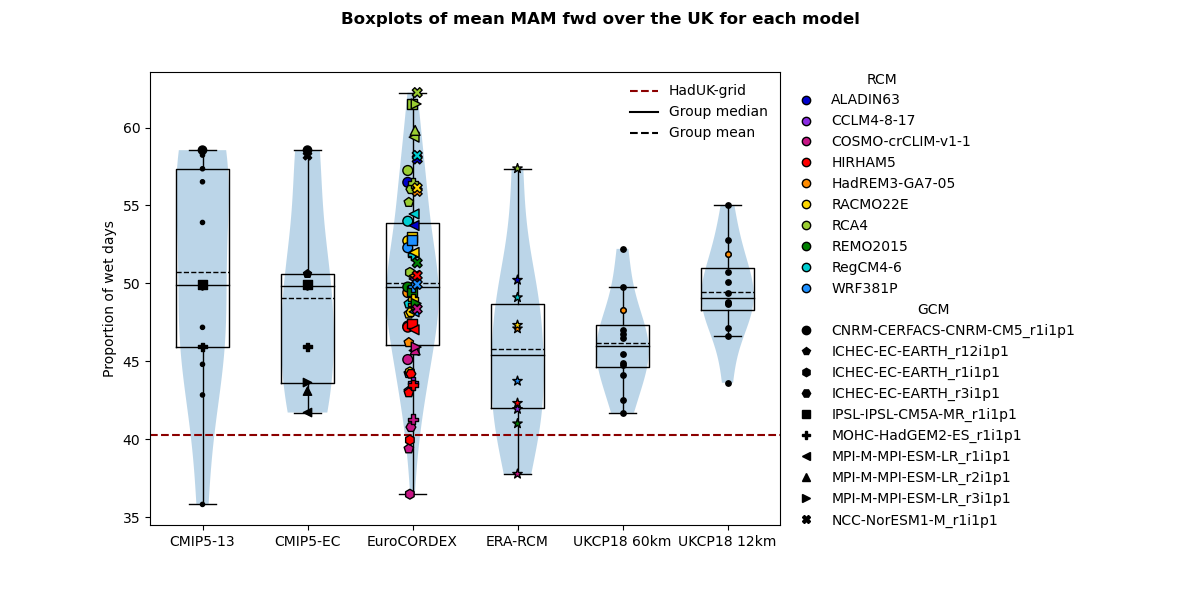 Boxplots of mean MAM fwd over the UK for each model
Proportion of wet days
60
55
50
45
40
35
CMIP5-13
CMIP5-EC
EuroCORDEX
ERA-RCM
UKCP18 60km
UKCP18 12km
HadUK-grid
Group median
Group mean
RCM
ALADIN63
CCLM4-8-17
COSMO-crCLIM-v1-1
HIRHAM5
HadREM3-GA7-05
RACMO22E
RCA4
REMO2015
RegCM4-6
WRF381P
GCM
CNRM-CERFACS-CNRM-CM5_r1i1p1
ICHEC-EC-EARTH_r12i1p1
ICHEC-EC-EARTH_r1i1p1
ICHEC-EC-EARTH_r3i1p1
IPSL-IPSL-CM5A-MR_r1i1p1
MOHC-HadGEM2-ES_r1i1p1
MPI-M-MPI-ESM-LR_r1i1p1
MPI-M-MPI-ESM-LR_r2i1p1
MPI-M-MPI-ESM-LR_r3i1p1
NCC-NorESM1-M_r1i1p1